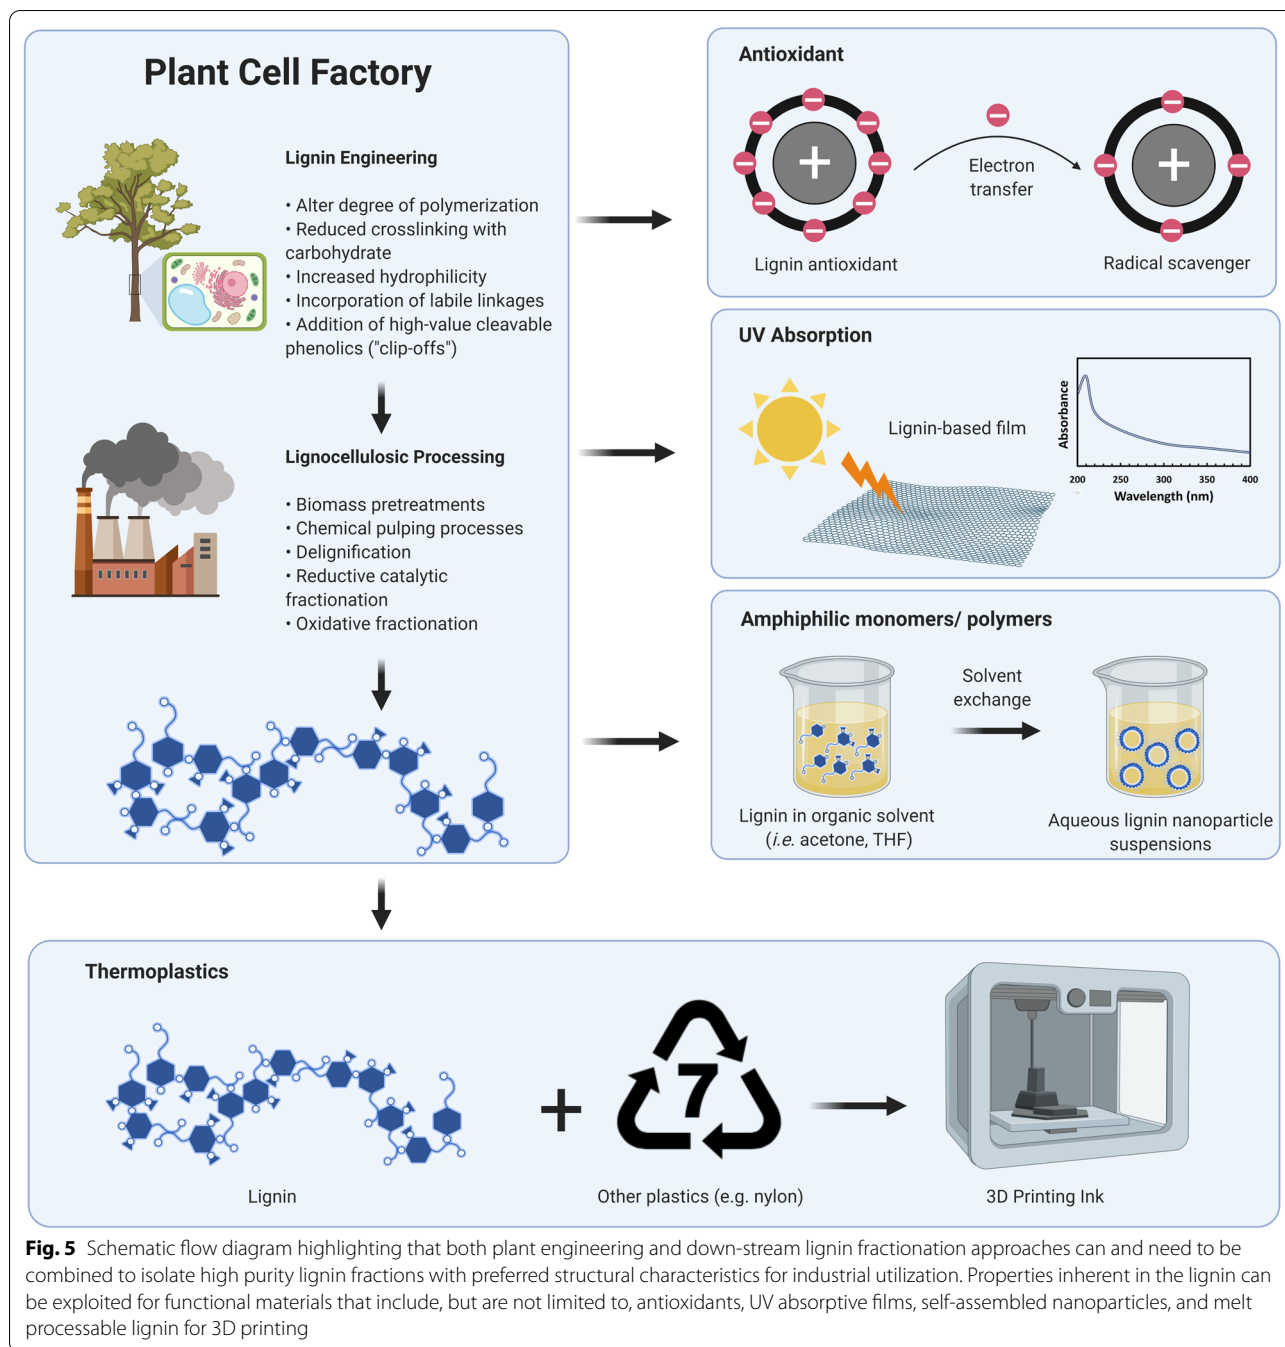 Plant Cell Factory
Lignin Engineering
• Alter degree of polymerization
• Reduced crosslinking with
carbohydrate
• Increased hydrophilicity
• Incorporation of labile linkages
• Addition of high-value cleavable
phenolics ("clip-offs")
Lignocellulosic Processing
• Biomass pretreatments
• Chemical pulping processes
• Delignification
• Reductive catalytic
fractionation
• Oxidative fractionation
Antioxidant
Electron
transfer
Lignin antioxidant
Radical scavenger
UV Absorption
Lignin-based film
Absorbance
200 250 300 350 400
Wavelength (nm)
Amphiphilic monomers/ polymers
Solvent
exchange
Lignin in organic solvent
(i.e. acetone, THF)
Aqueous lignin nanoparticle
suspensions
Thermoplastics
+
7
Lignin
Other plastics (e.g. nylon)
3D Printing Ink
Fig. 5 Schematic flow diagram highlighting that both plant engineering and down-stream lignin fractionation approaches can and need to be
combined to isolate high purity lignin fractions with preferred structural characteristics for industrial utilization. Properties inherent in the lignin can
be exploited for functional materials that include, but are not limited to, antioxidants, UV absorptive films, self-assembled nanoparticles, and melt
processable lignin for 3D printing